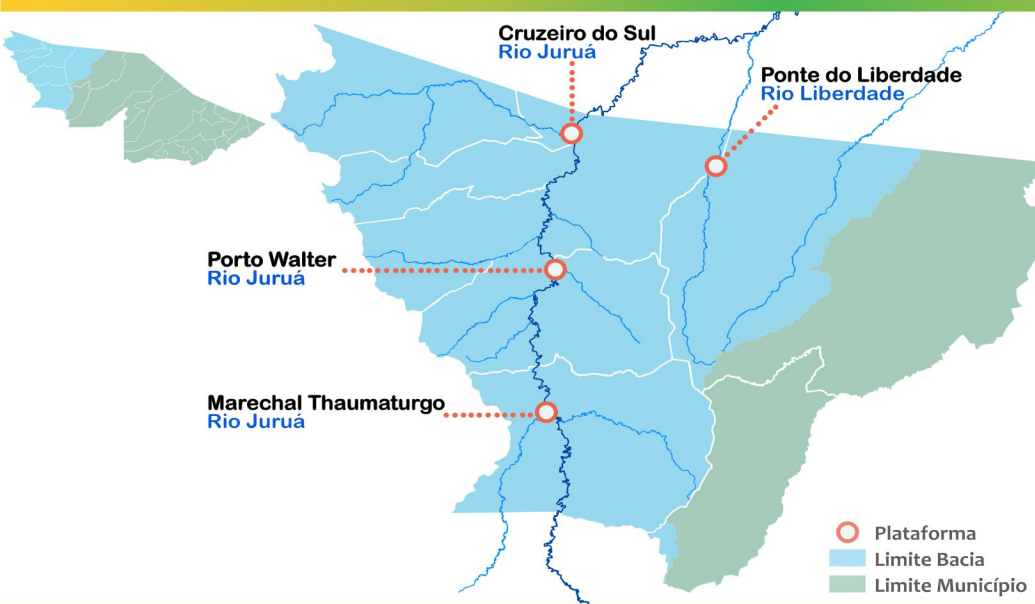 Cruzeiro do Sul
Rio Juruá
Ponte do Liberdade
Rio Liberdade
Porto Walter
Rio Juruá
Marechal Thaumaturgo
Rio Juruá
Plataforma
Limite Bacia
Limite Município